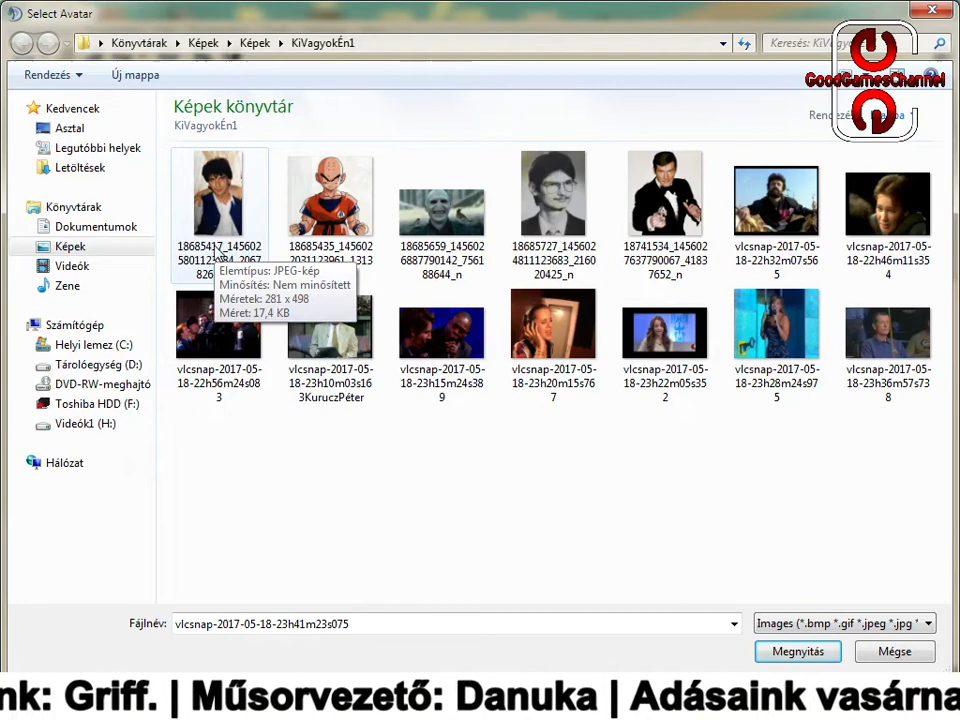 Select Avatar
Könyvtárak
Képek
Képek
KiVagyokÉn1
Keresés: KiVagyo
GoodGamesChannel
Rendezés
Új mappa
Kedvencek
Asztal
Legutóbbi helyek
Letöltések
Könyvtárak
Dokumentumok
Képek
Videók
Zene
Számítógép
Helyi lemez (C:)
Tárolóegység (D:)
DVD-RW-meghajtó
Toshiba HDD (F:)
Videók1 (H:)
Hálózat
Képek könyvtár
KiVagyokÉn1
18685417_145602
18685435_145602
2031123961_1313
18685659_145602
6887790142_7561
88644_n
18685727_145602
4811123683_2160
20425_n
18741534_145602
7637790067_4183
7652_n
vlcsnap-2017-05-
18-22h32m07s56
5
vlcsnap-2017-05-
18-22h46m11s35
4
Elemtípus: JPEG-kép
Minősítés: Nem minősített
Méretek: 281 x 498
Méret: 17,4 KB
vlcsnap-2017-05-
18-22h56m24s08
3
vlcsnap-2017-05-
18-23h10m03s16
3KuruczPéter
vlcsnap-2017-05-
18-23h15m24s38
9
vlcsnap-2017-05-
18-23h20m15s76
7
vlcsnap-2017-05-
18-23h22m05s35
2
vlcsnap-2017-05-
18-23h28m24s97
5
vlcsnap-2017-05-
18-23h36m57s73
8
Fájlnév:
vlcsnap-2017-05-18-23h41m23s075
Images (*.bmp *.gif *.jpeg *.jpg *
Megnyitás
Mégse
nk: Griff. | Műsorvezető: Danuka | Adásaink vasárna